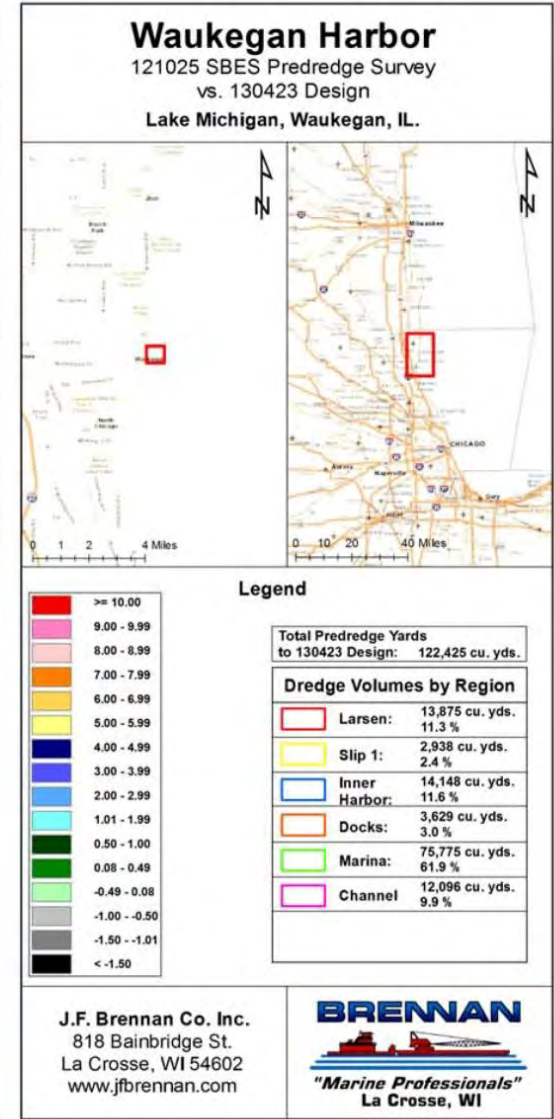 Waukegan Harbor
121025 SBES Predredge Survey
vs. 130423 Design
Lake Michigan, Waukegan, IL.
N
N
Zion
North
Chicago
0 1 2 4 Miles
Milwaukee
CHICAGO
Aurora
Naperville
Joliet
Gary
0 10 20 40 Miles
Legend
>= 10.00
9.00 - 9.99
8.00 - 8.99
7.00 - 7.99
6.00 - 6.99
5.00 - 5.99
4.00 - 4.99
3.00 - 3.99
2.00 - 2.99
1.01 - 1.99
0.50 - 1.00
0.08 - 0.49
-0.49 - 0.08
-1.00 - -0.50
-1.50 - -1.01
< -1.50
Total Predredge Yards
to 130423 Design: 122,425 cu. yds.
Dredge Volumes by Region
Larsen: 13,875 cu. yds.
11.3 %
Slip 1: 2,938 cu. yds.
2.4 %
Inner
Harbor: 14,148 cu. yds.
11.6 %
Docks: 3,629 cu. yds.
3.0 %
Marina: 75,775 cu. yds.
61.9 %
Channel 12,096 cu. yds.
9.9 %
J.F. Brennan Co. Inc.
818 Bainbridge St.
La Crosse, WI 54602
www.jfbrennan.com
BRENNAN
"Marine Professionals"
La Crosse, WI